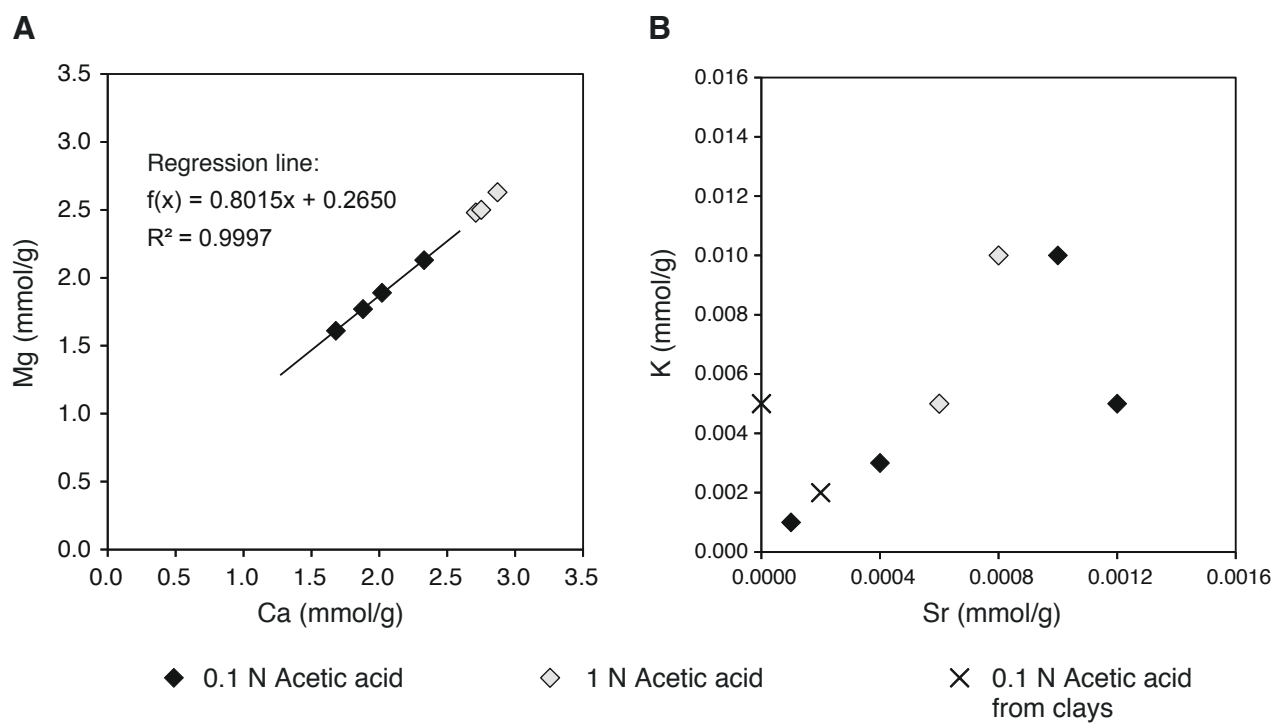 A
3.5
3.0
2.5
2.0
1.5
1.0
0.5
0.0
Mg (mmol/g)
Regression line:
f(x) = 0.8015x + 0.2650
R² = 0.9997
0.0 0.5 1.0 1.5 2.0 2.5 3.0 3.5
Ca (mmol/g)
B
0.016
0.014
0.012
0.010
0.008
0.006
0.004
0.002
0.000
K (mmol/g)
0.0000 0.0004 0.0008 0.0012 0.0016
Sr (mmol/g)
0.1 N Acetic acid
1 N Acetic acid
0.1 N Acetic acid
from clays